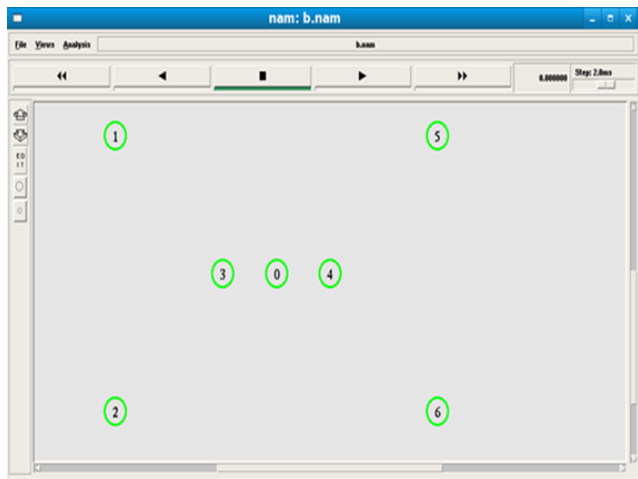 nam: b.nam
File Views Analysis b.nam
0.000000 Step: 2.0ms
ED
IT
1 5
3 0 4
2 6